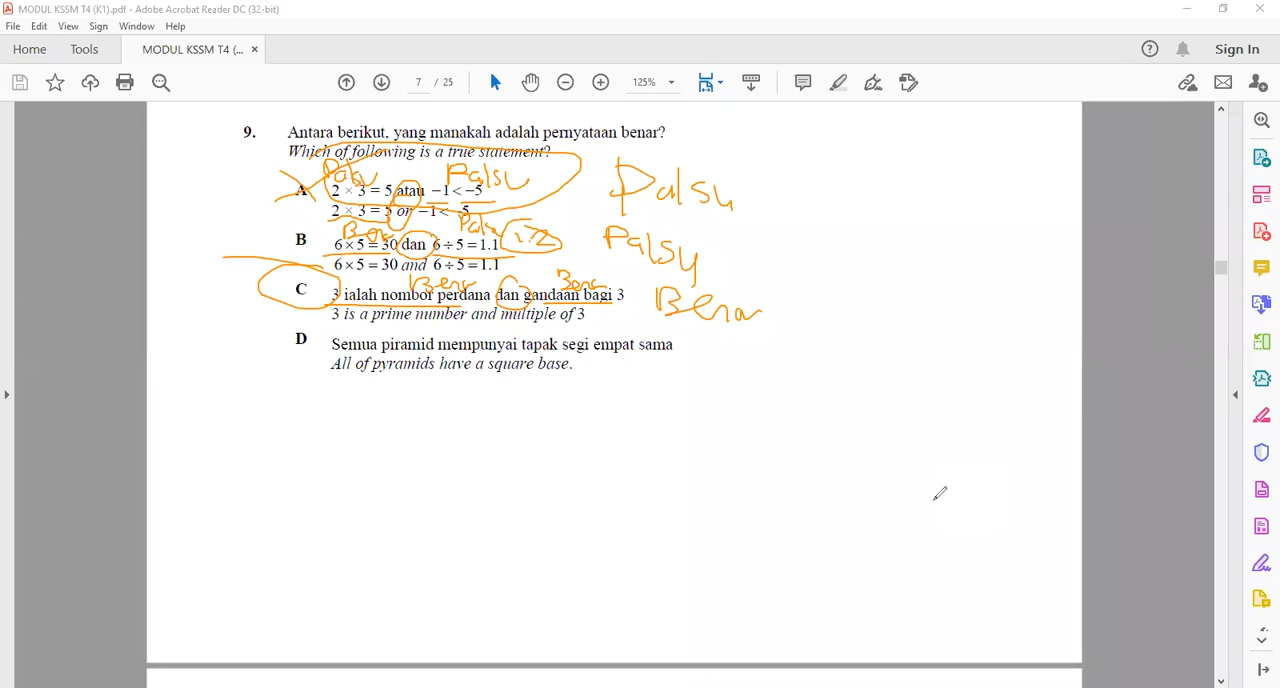 MODUL KSSM T4 (K1).pdf - Adobe Acrobat Reader DC (32-bit)
File Edit View Sign Window Help
Home Tools MODUL KSSM T4 (... × Sign In
7 / 25 125%
9. Antara berikut, yang manakah adalah pernyataan benar?
Which of following is a true statement?
Palsu Palsu Palsu
A 2 × 3 = 5 atau −1 < −5
2 × 3 = 5 or −1 < −5
Benar Palsu Palsu
B 6 × 5 = 30 dan 6 ÷ 5 = 1.1 1.2
6 × 5 = 30 and 6 ÷ 5 = 1.1
Benar Benar Benar
C 3 ialah nombor perdana dan gandaan bagi 3
3 is a prime number and multiple of 3
D Semua piramid mempunyai tapak segi empat sama
All of pyramids have a square base.